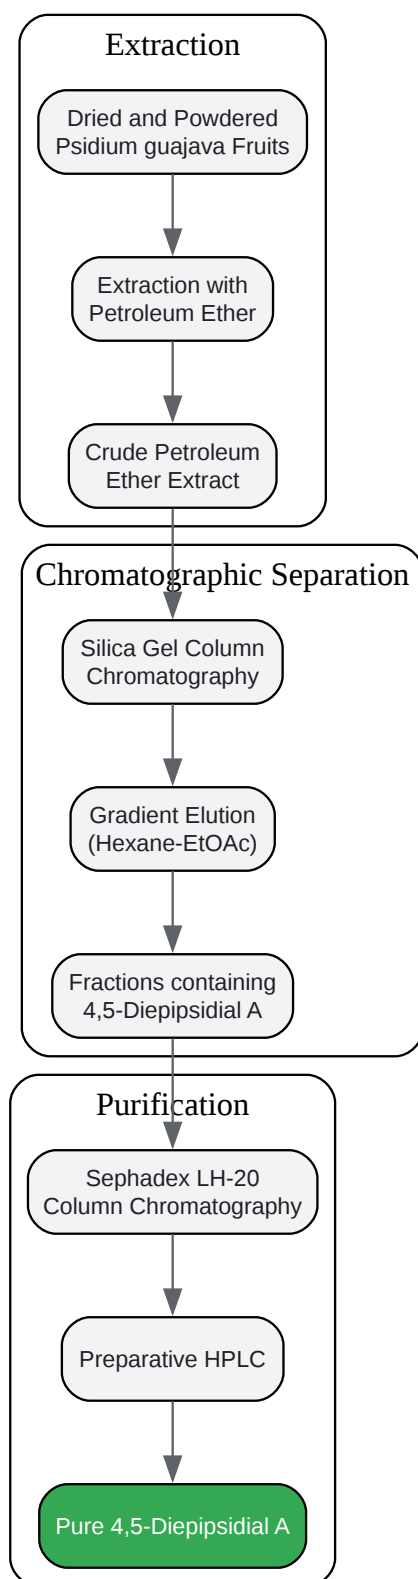 Extraction
Dried and Powdered
Psidium guajava Fruits
Extraction with
Petroleum Ether
Crude Petroleum
Ether Extract
Chromatographic Separation
Silica Gel Column
Chromatography
Gradient Elution
(Hexane-EtOAc)
Fractions containing
4,5-Diepipsidial A
Purification
Sephadex LH-20
Column Chromatography
Preparative HPLC
Pure 4,5-Diepipsidial A